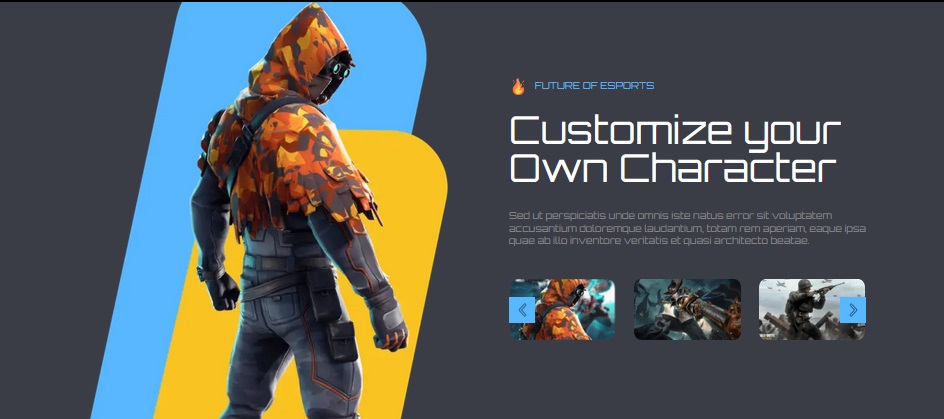 FUTURE OF ESPORTS
Customize your
Own Character
Sed ut perspiciatis unde omnis iste natus error sit voluptatem
accusantium doloremque laudantium, totam rem aperiam, eaque ipsa
quae ab illo inventore veritatis et quasi architecto beatae.